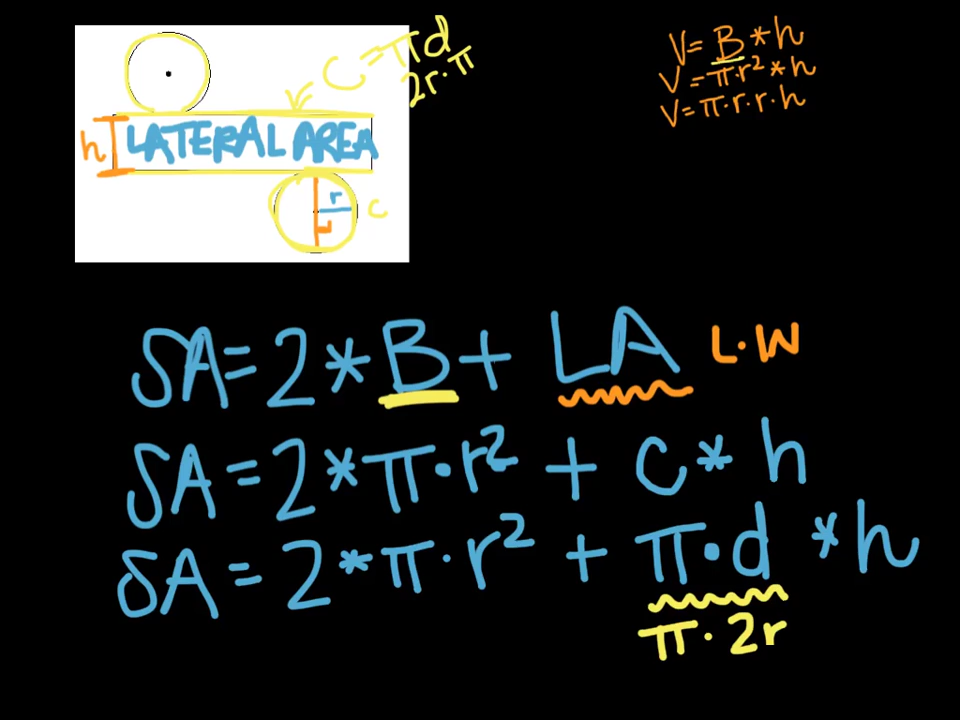 C=πd
2r·π
V=B*h
V=π·r²*h
V=π·r·r·h
h
LATERAL AREA
r
d
c
SA=2*B+LA L·W
SA=2*π·r²+C*h
SA=2*π·r²+π·d*h
π·2r